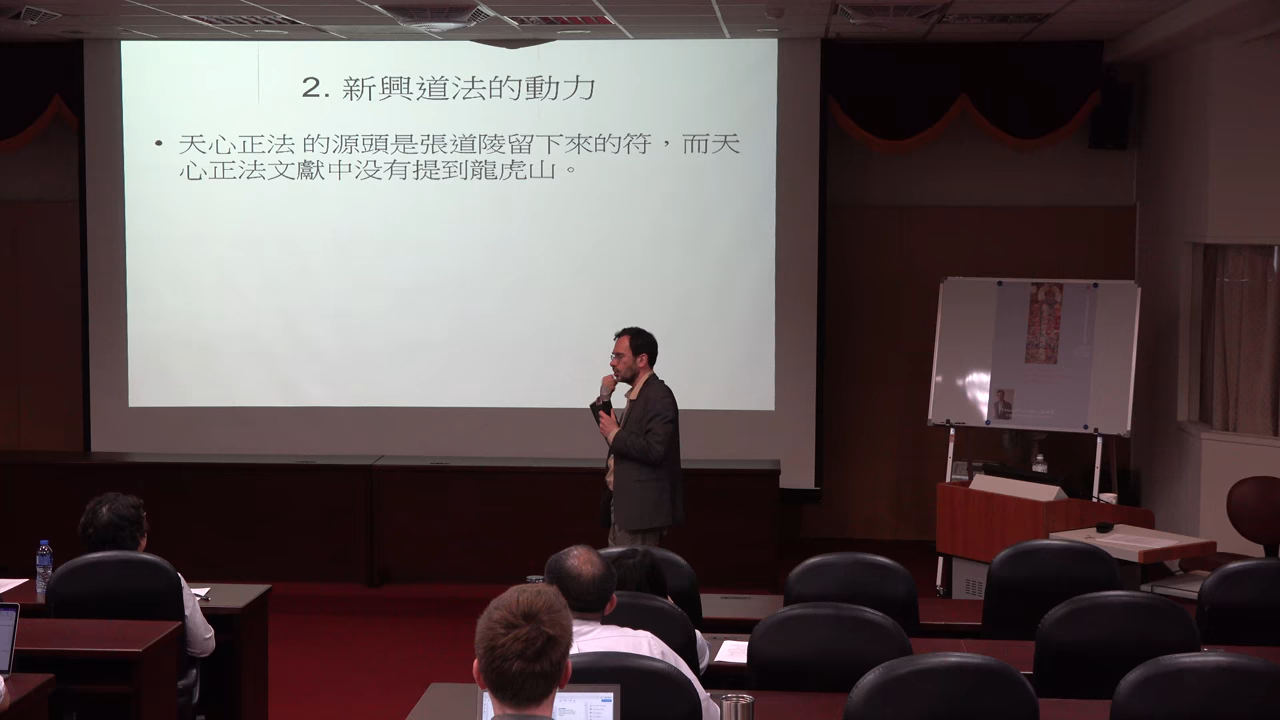 2. 新興道法的動力
• 天心正法 的源頭是張道陵留下來的符，而天
心正法文獻中没有提到龍虎山。